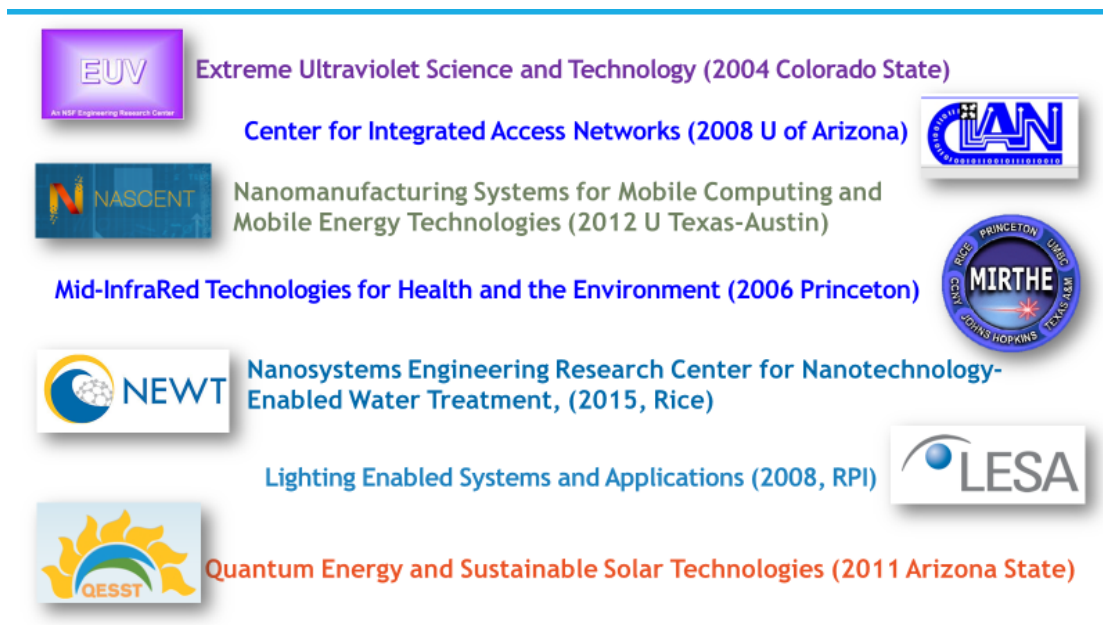 EUV
An NSF Engineering Research Center
Extreme Ultraviolet Science and Technology (2004 Colorado State)
Center for Integrated Access Networks (2008 U of Arizona)
CIAN
NASCENT
Nanomanufacturing Systems for Mobile Computing and
Mobile Energy Technologies (2012 U Texas-Austin)
Mid-InfraRed Technologies for Health and the Environment (2006 Princeton)
PRINCETON
UMBC
TEXAS A&M
JOHNS HOPKINS
CCNY
RICE
MIRTHE
NEWT
Nanosystems Engineering Research Center for Nanotechnology-
Enabled Water Treatment, (2015, Rice)
Lighting Enabled Systems and Applications (2008, RPI)
LESA
QESST
Quantum Energy and Sustainable Solar Technologies (2011 Arizona State)